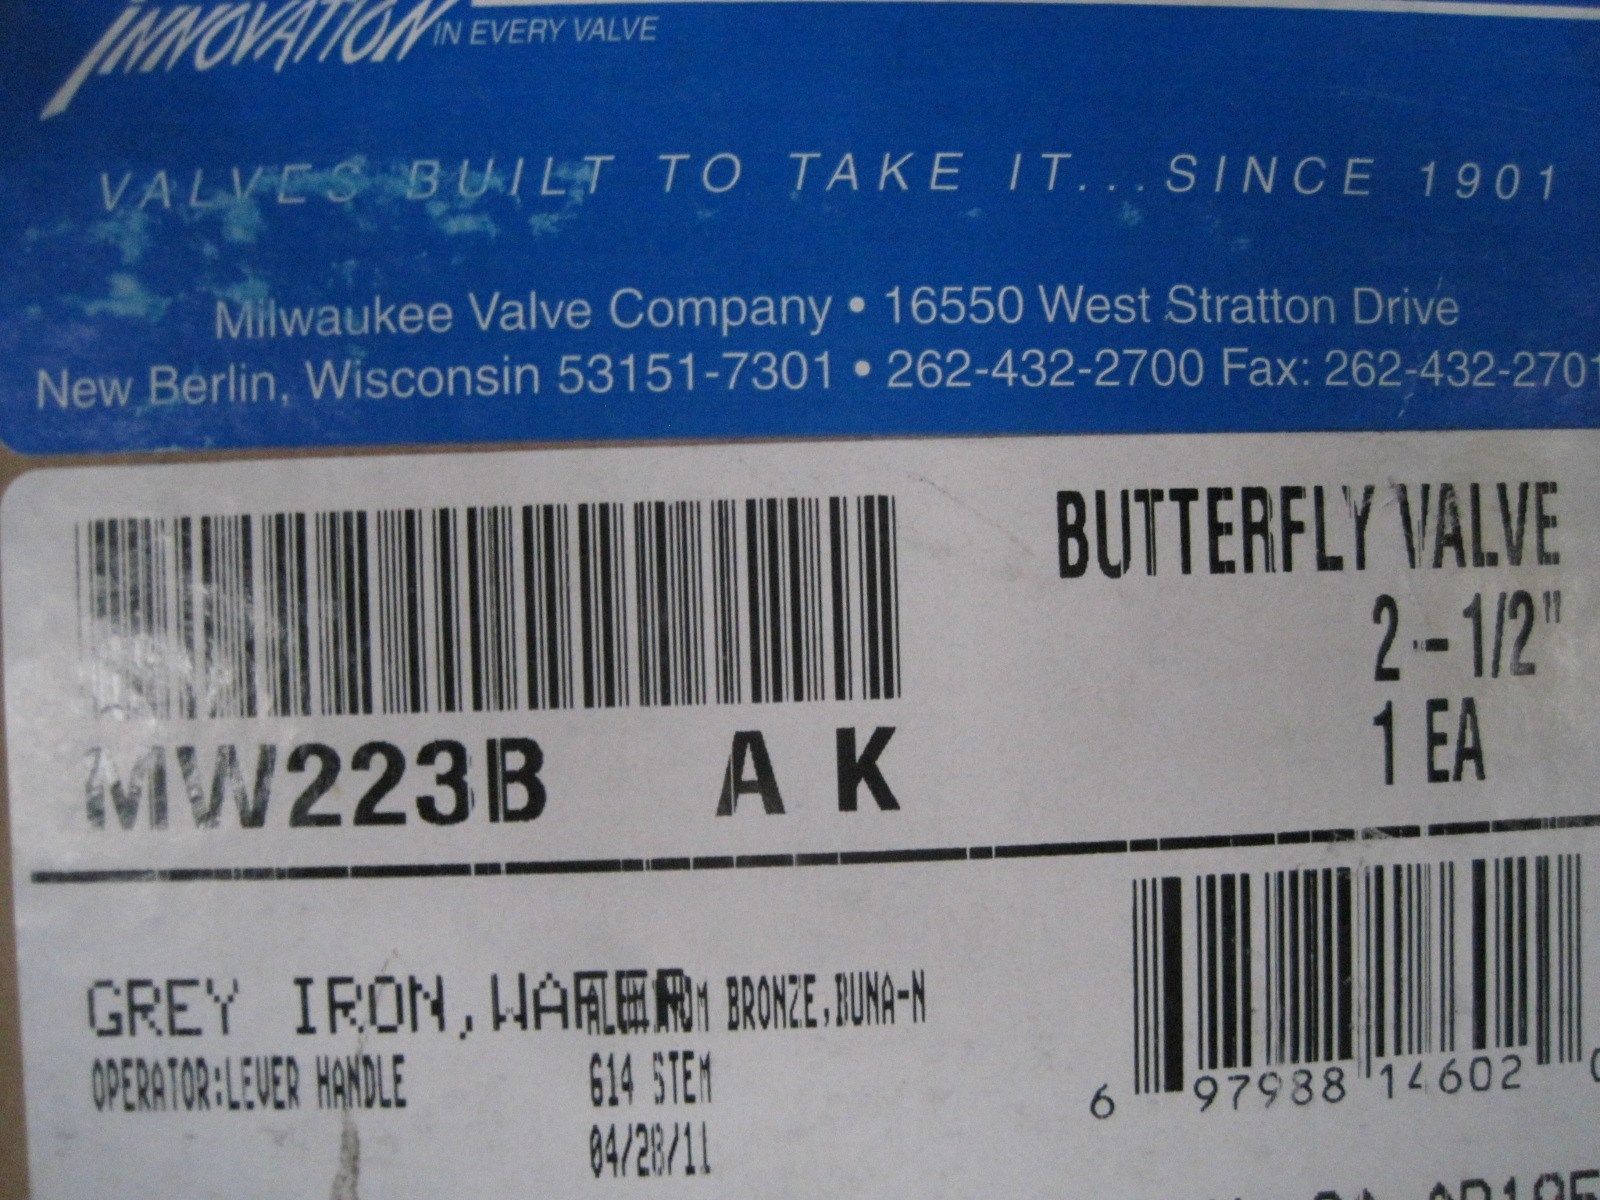 INNOVATION IN EVERY VALVE
VALVES BUILT TO TAKE IT...SINCE 1901
Milwaukee Valve Company • 16550 West Stratton Drive
New Berlin, Wisconsin 53151-7301 • 262-432-2700 Fax: 262-432-2701
BUTTERFLY VALVE
2-1/2"
1 EA
MW223B A K
GREY IRON,WAFER BRONZE,BUNA-N
OPERATOR:LEVER HANDLE 614 STEM
04/28/11
6 97988 14602